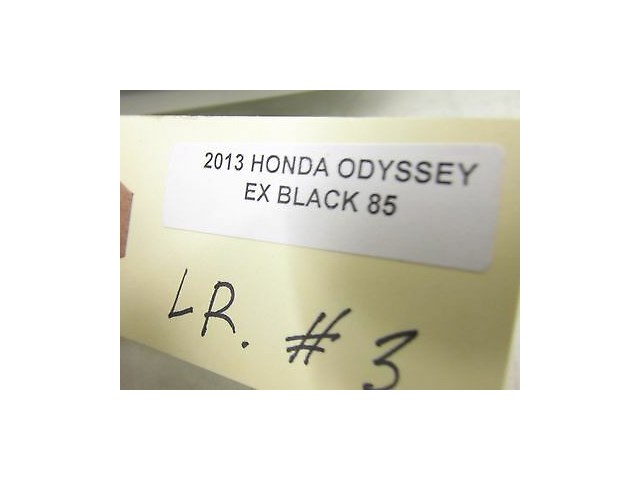 2013 HONDA ODYSSEY
EX BLACK 85
LR. # 3